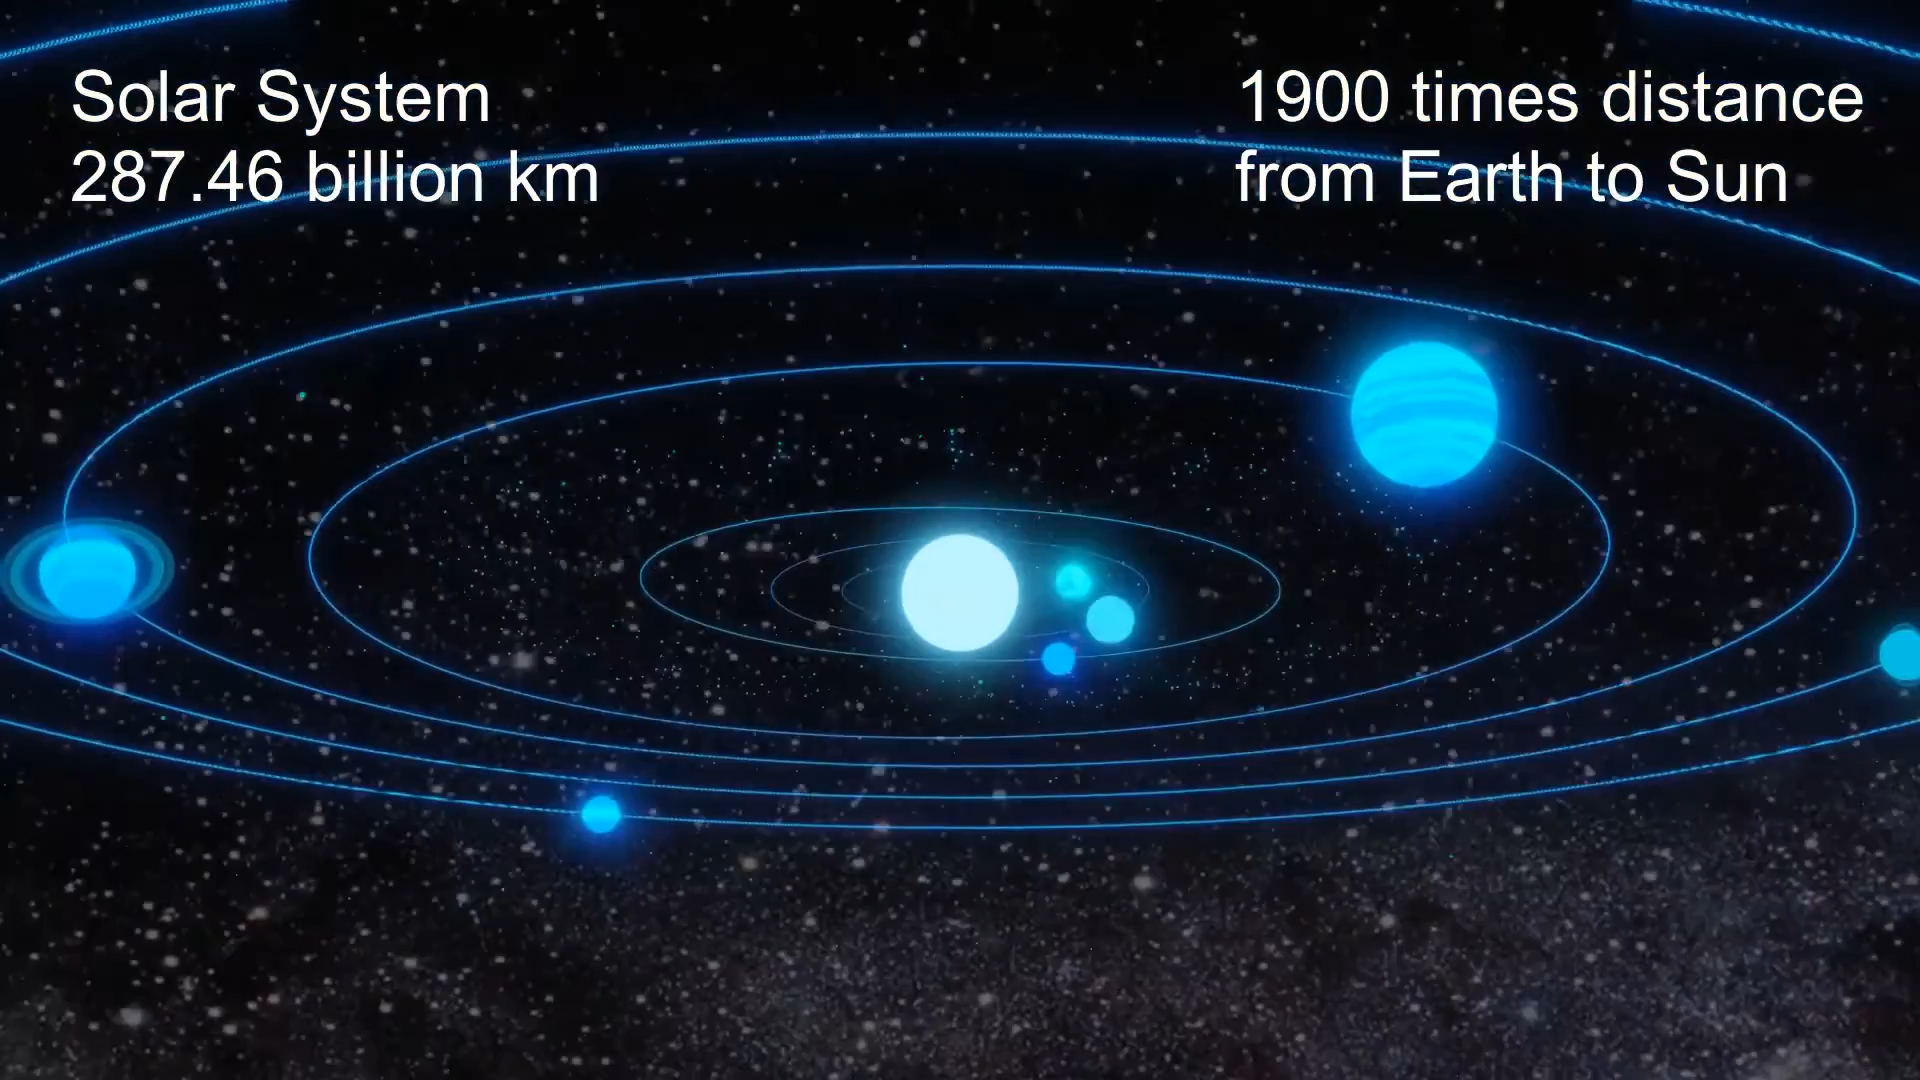 Solar System
287.46 billion km
1900 times distance
from Earth to Sun